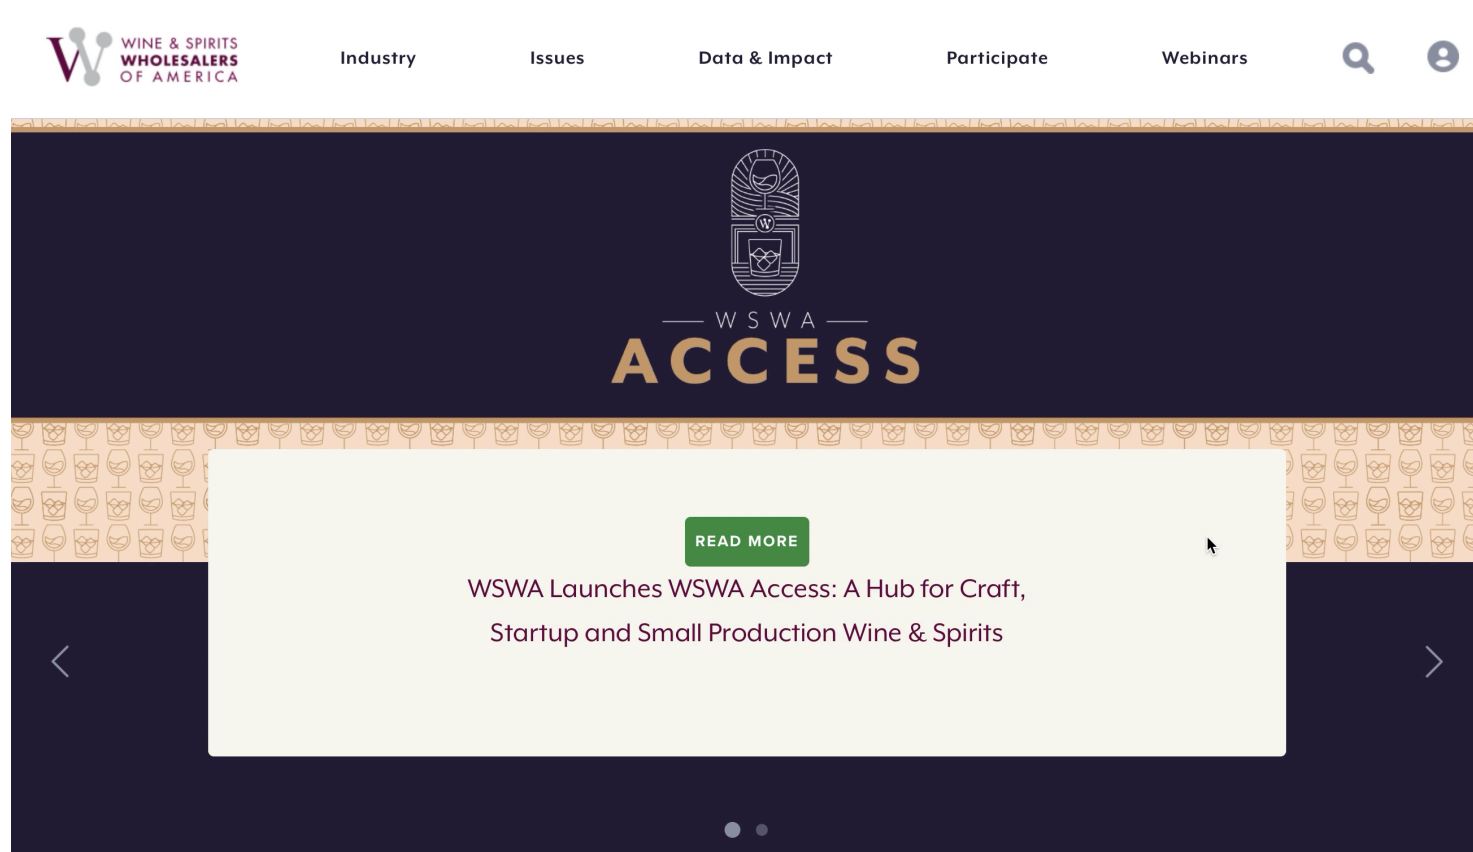 WINE & SPIRITS
WHOLESALERS
OF AMERICA
Industry
Issues
Data & Impact
Participate
Webinars
W
WSWA
ACCESS
READ MORE
WSWA Launches WSWA Access: A Hub for Craft,
Startup and Small Production Wine & Spirits